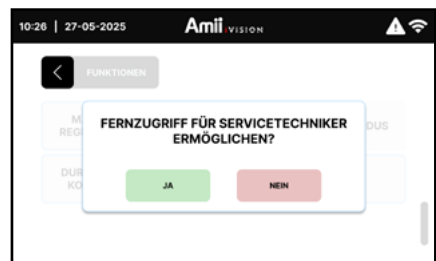 10:26 | 27-05-2025 Amii.VISION
FUNKTIONEN
FERNZUGRIFF FÜR SERVICETECHNIKER
ERMÖGLICHEN?
JA NEIN